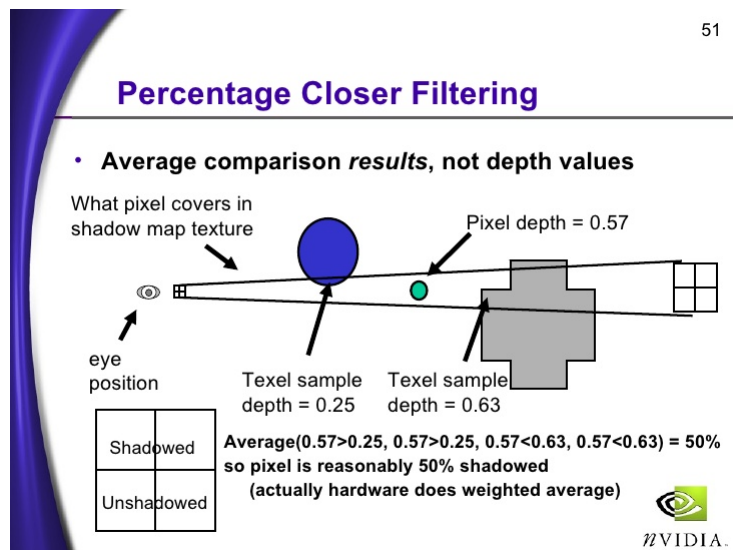 51
Percentage Closer Filtering
• Average comparison results, not depth values
What pixel covers in
shadow map texture
Pixel depth = 0.57
eye
position
Texel sample
depth = 0.25
Texel sample
depth = 0.63
Shadowed
Unshadowed
Average(0.57>0.25, 0.57>0.25, 0.57<0.63, 0.57<0.63) = 50%
so pixel is reasonably 50% shadowed
(actually hardware does weighted average)
nVIDIA.